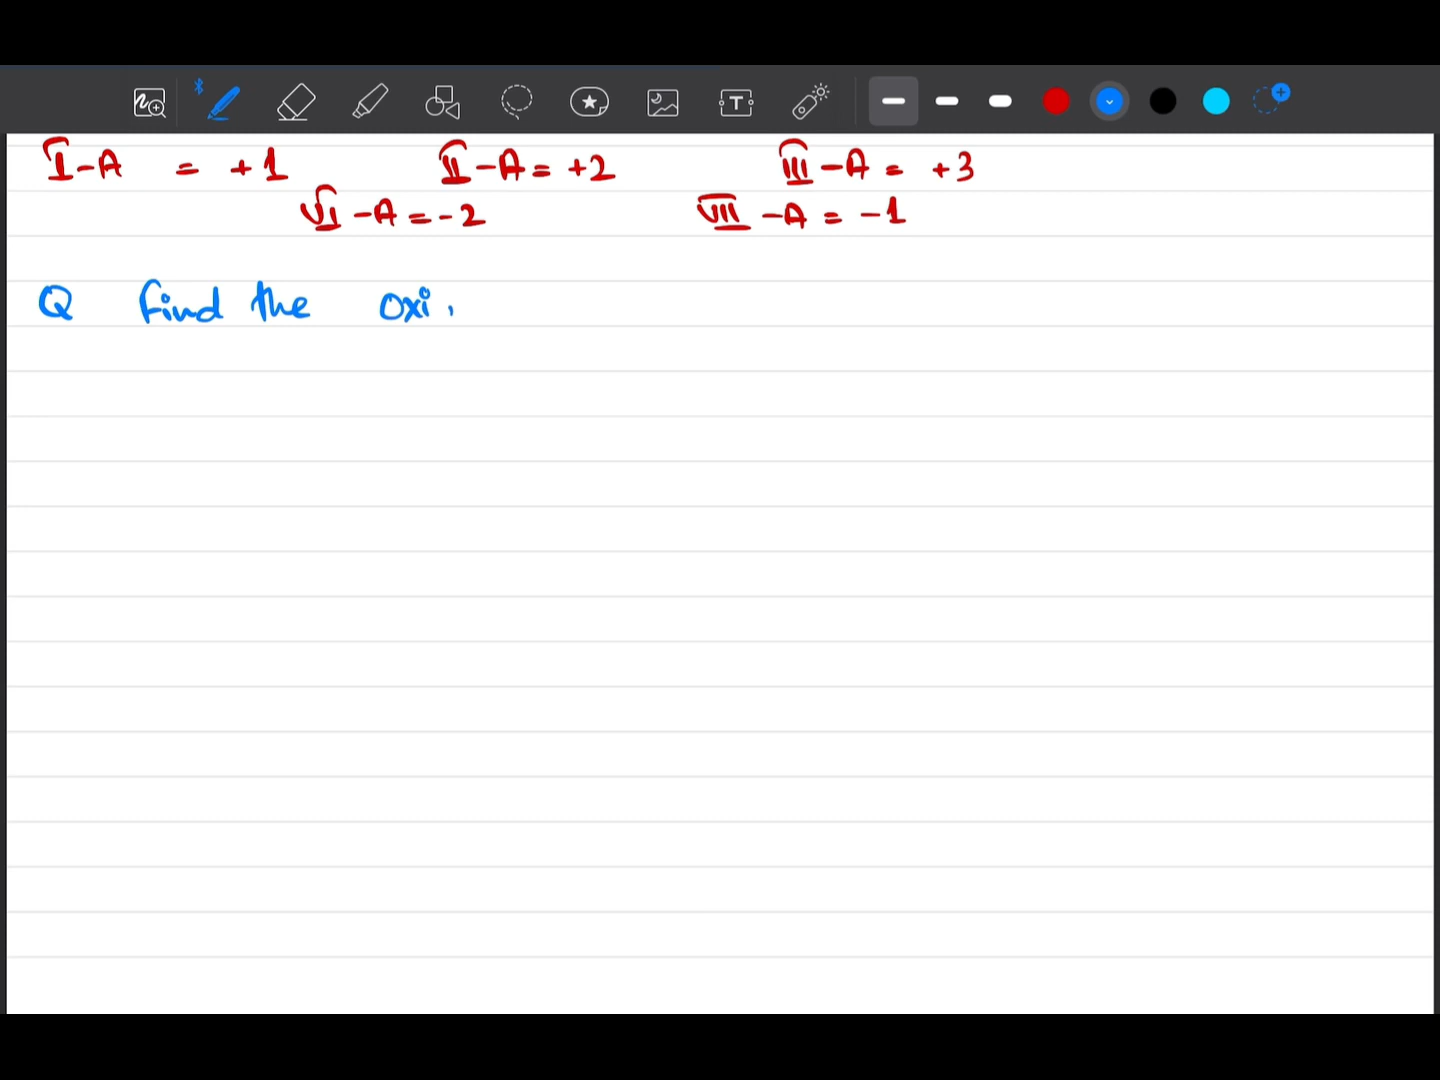 I-A = +1 II-A = +2 III-A = +3
VI-A = -2 VII-A = -1
Q Find the oxi,